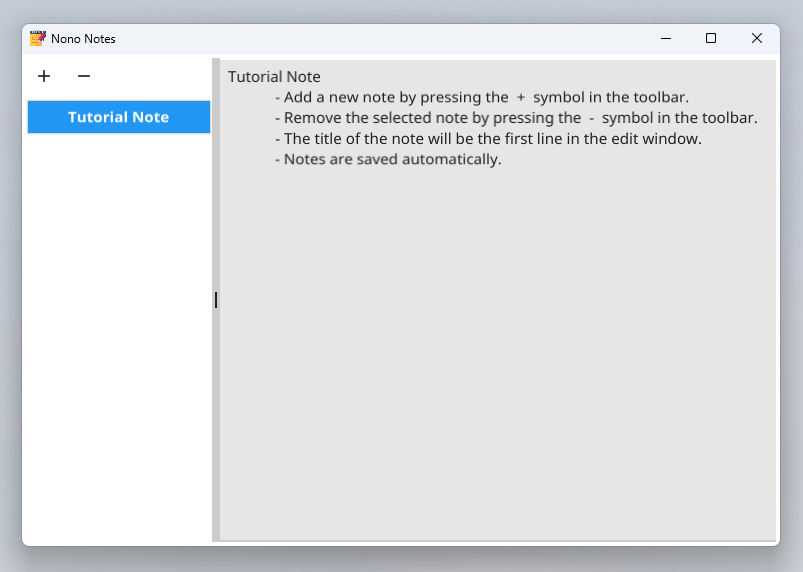 Nono Notes
Tutorial Note
Tutorial Note
- Add a new note by pressing the + symbol in the toolbar.
- Remove the selected note by pressing the - symbol in the toolbar.
- The title of the note will be the first line in the edit window.
- Notes are saved automatically.